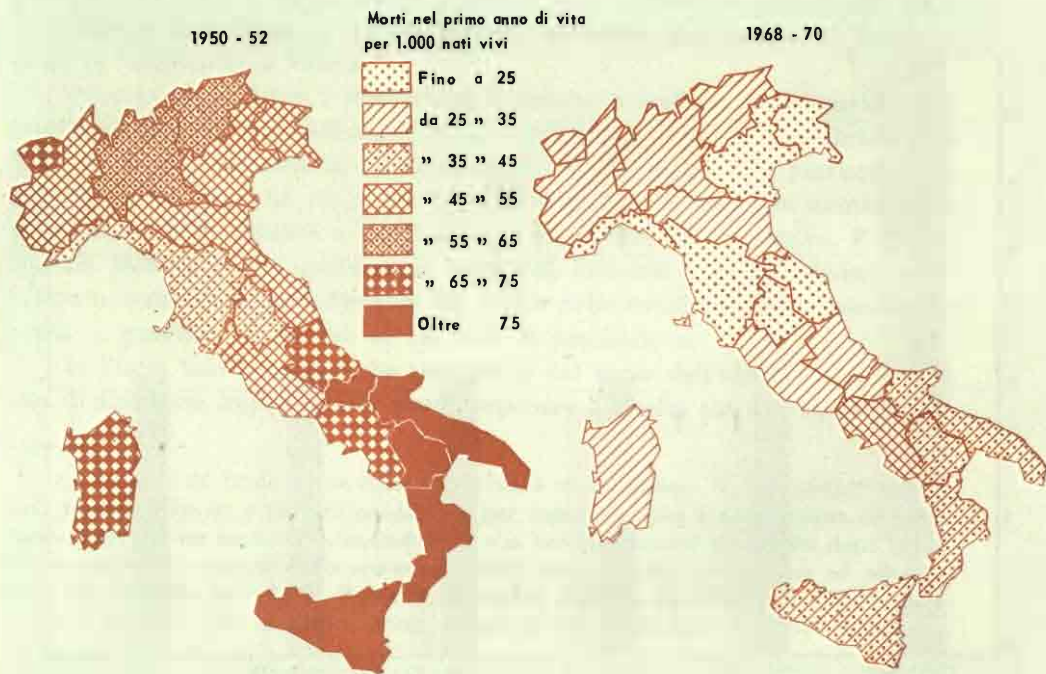 1950 - 52
Morti nel primo anno di vita
per 1.000 nati vivi
Fino a 25
da 25 " 35
" 35 " 45
" 45 " 55
" 55 " 65
" 65 " 75
Oltre 75
1968 - 70